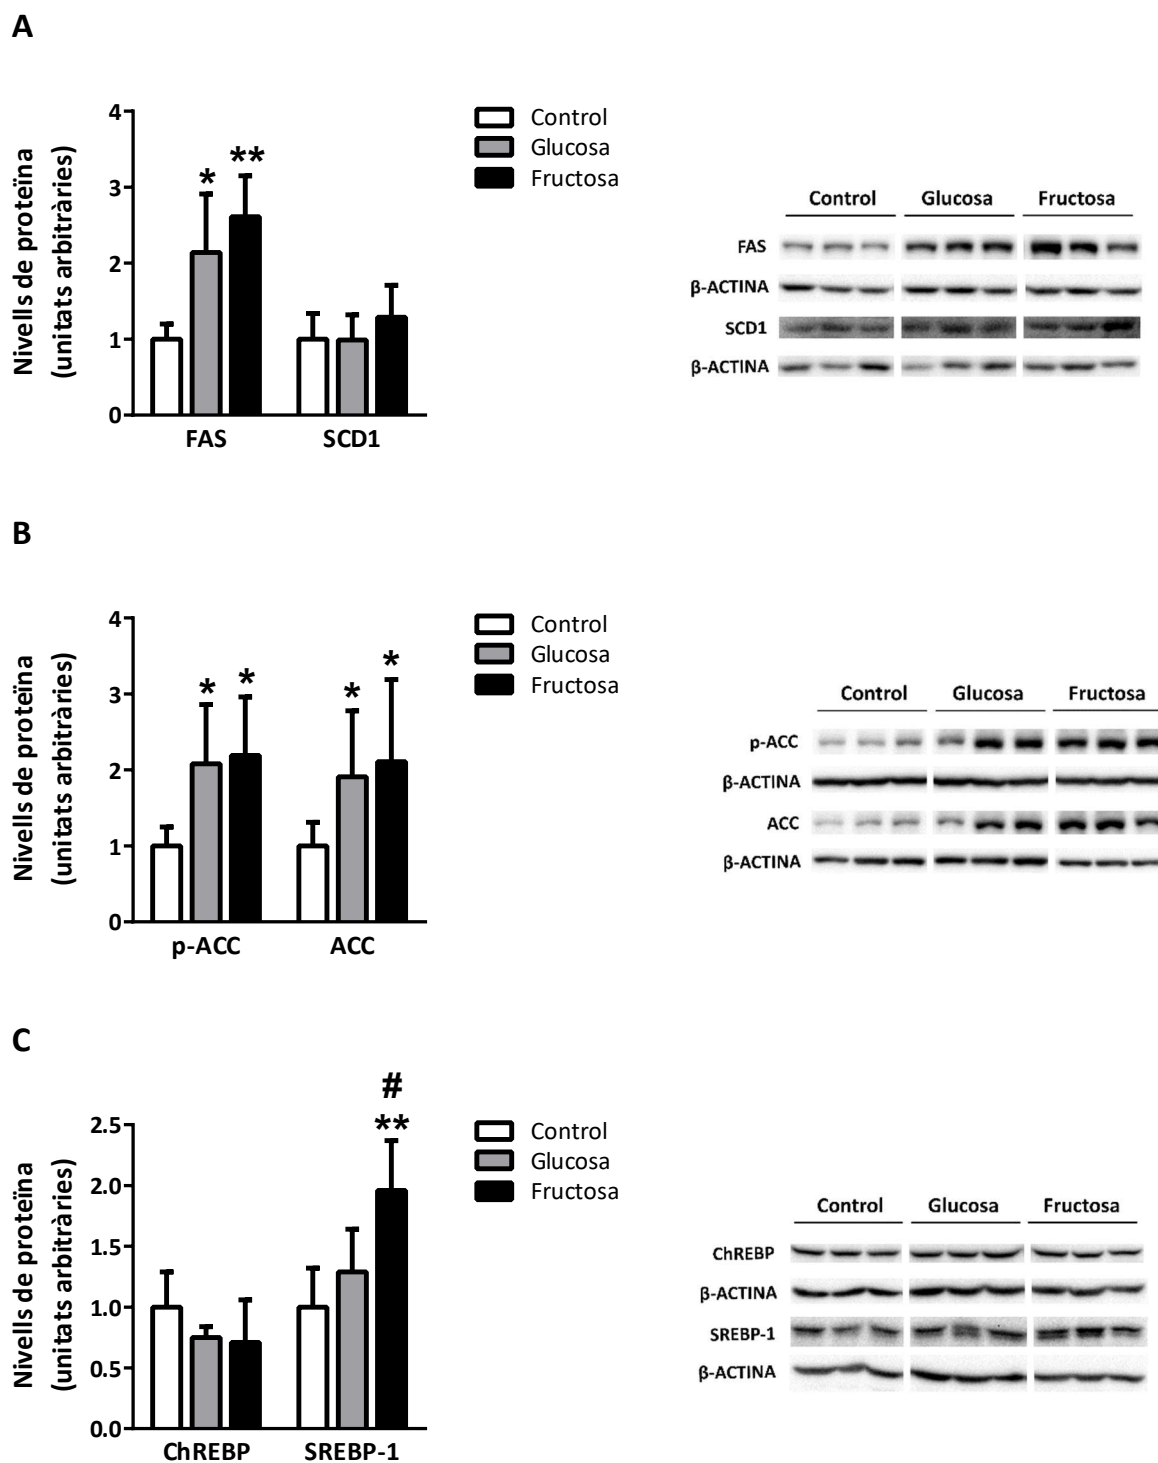 A
Nivells de proteïna
(unitats arbitràries)
4
3
2
1
0
*
**
FAS
SCD1
Control
Glucosa
Fructosa
Control Glucosa Fructosa
FAS
β-ACTINA
SCD1
β-ACTINA
B
Nivells de proteïna
(unitats arbitràries)
4
3
2
1
0
*
*
*
*
p-ACC
ACC
Control
Glucosa
Fructosa
Control Glucosa Fructosa
p-ACC
β-ACTINA
ACC
β-ACTINA
C
Nivells de proteïna
(unitats arbitràries)
2.5
2.0
1.5
1.0
0.5
0.0
#
**
ChREBP
SREBP-1
Control
Glucosa
Fructosa
Control Glucosa Fructosa
ChREBP
β-ACTINA
SREBP-1
β-ACTINA